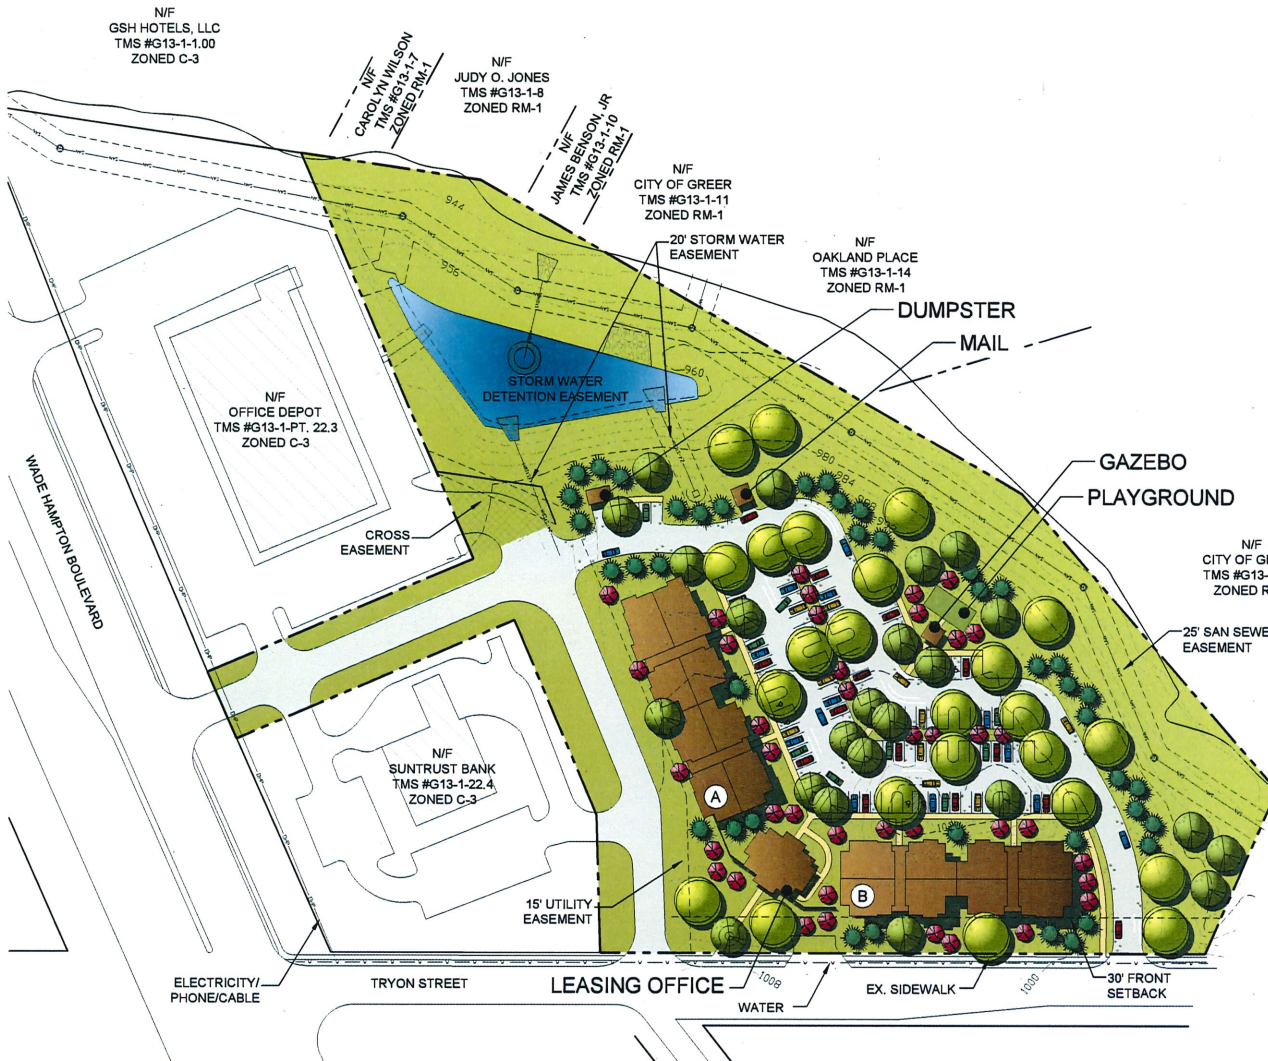 N/F
GSH HOTELS, LLC
TMS #G13-1-1.00
ZONED C-3
N/F
CAROLYN WILSON
TMS #G13-1-7
ZONED RM-1
N/F
JUDY O. JONES
TMS #G13-1-8
ZONED RM-1
N/F
JAMES BENSON, JR
TMS #G13-1-10
ZONED RM-1
N/F
CITY OF GREER
TMS #G13-1-11
ZONED RM-1
20' STORM WATER
EASEMENT
N/F
OAKLAND PLACE
TMS #G13-1-14
ZONED RM-1
DUMPSTER
MAIL
944
956
960
STORM WATER
DETENTION EASEMENT
N/F
OFFICE DEPOT
TMS #G13-1-PT. 22.3
ZONED C-3
WADE HAMPTON BOULEVARD
CROSS
EASEMENT
980
984
988
GAZEBO
PLAYGROUND
N/F
CITY OF GR
TMS #G13-
ZONED R
25' SAN SEWE
EASEMENT
N/F
SUNTRUST BANK
TMS #G13-1-22.4
ZONED C-3
A
B
15' UTILITY
EASEMENT
ELECTRICITY/
PHONE/CABLE
TRYON STREET
LEASING OFFICE
1008
WATER
EX. SIDEWALK
1000
30' FRONT
SETBACK